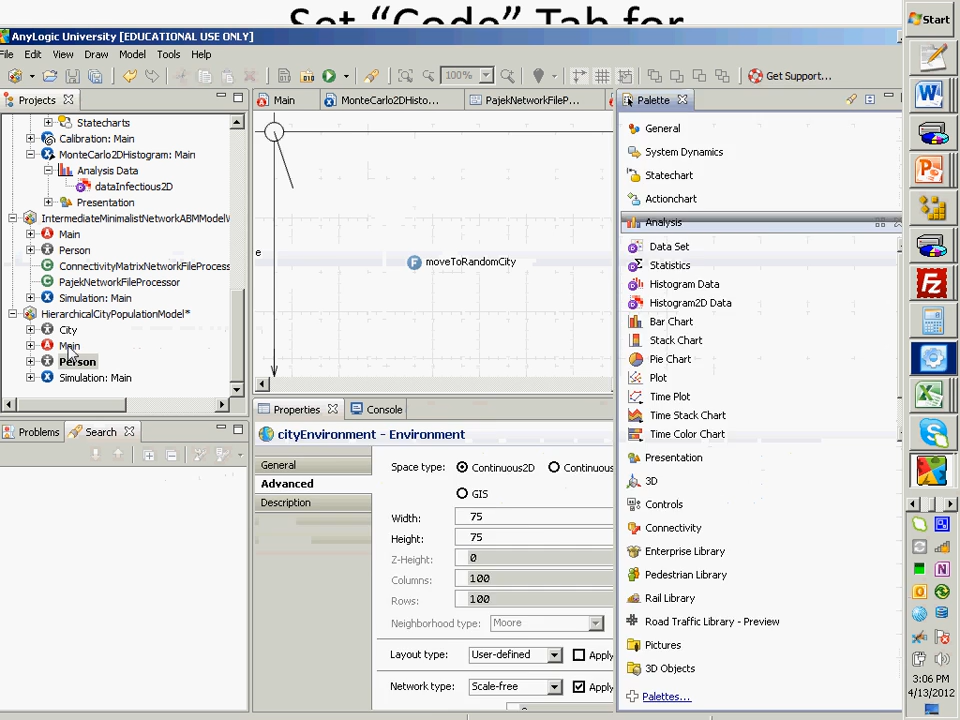 Set “Code” Tab for
AnyLogic University [EDUCATIONAL USE ONLY]
File Edit View Draw Model Tools Help
100% Get Support...
Start
Projects
Main MonteCarlo2DHisto... PajekNetworkFileP...
Palette
Statecharts
Calibration: Main
MonteCarlo2DHistogram: Main
Analysis Data
dataInfectious2D
Presentation
IntermediateMinimalistNetworkABMModelW
Main
Person
ConnectivityMatrixNetworkFileProcess
PajekNetworkFileProcessor
Simulation: Main
HierarchicalCityPopulationModel*
City
Main
Person
Simulation: Main
e
moveToRandomCity
General
System Dynamics
Statechart
Actionchart
Analysis
Data Set
Statistics
Histogram Data
Histogram2D Data
Bar Chart
Stack Chart
Pie Chart
Plot
Time Plot
Time Stack Chart
Time Color Chart
Presentation
3D
Controls
Connectivity
Enterprise Library
Pedestrian Library
Rail Library
Road Traffic Library - Preview
Pictures
3D Objects
Palettes...
Problems Search
Properties Console
cityEnvironment - Environment
General
Advanced
Description
Space type: Continuous2D Continuous
GIS
Width: 75
Height: 75
Z-Height: 0
Columns: 100
Rows: 100
Neighborhood type: Moore
Layout type: User-defined Apply
Network type: Scale-free Apply
3:06 PM
4/13/2012